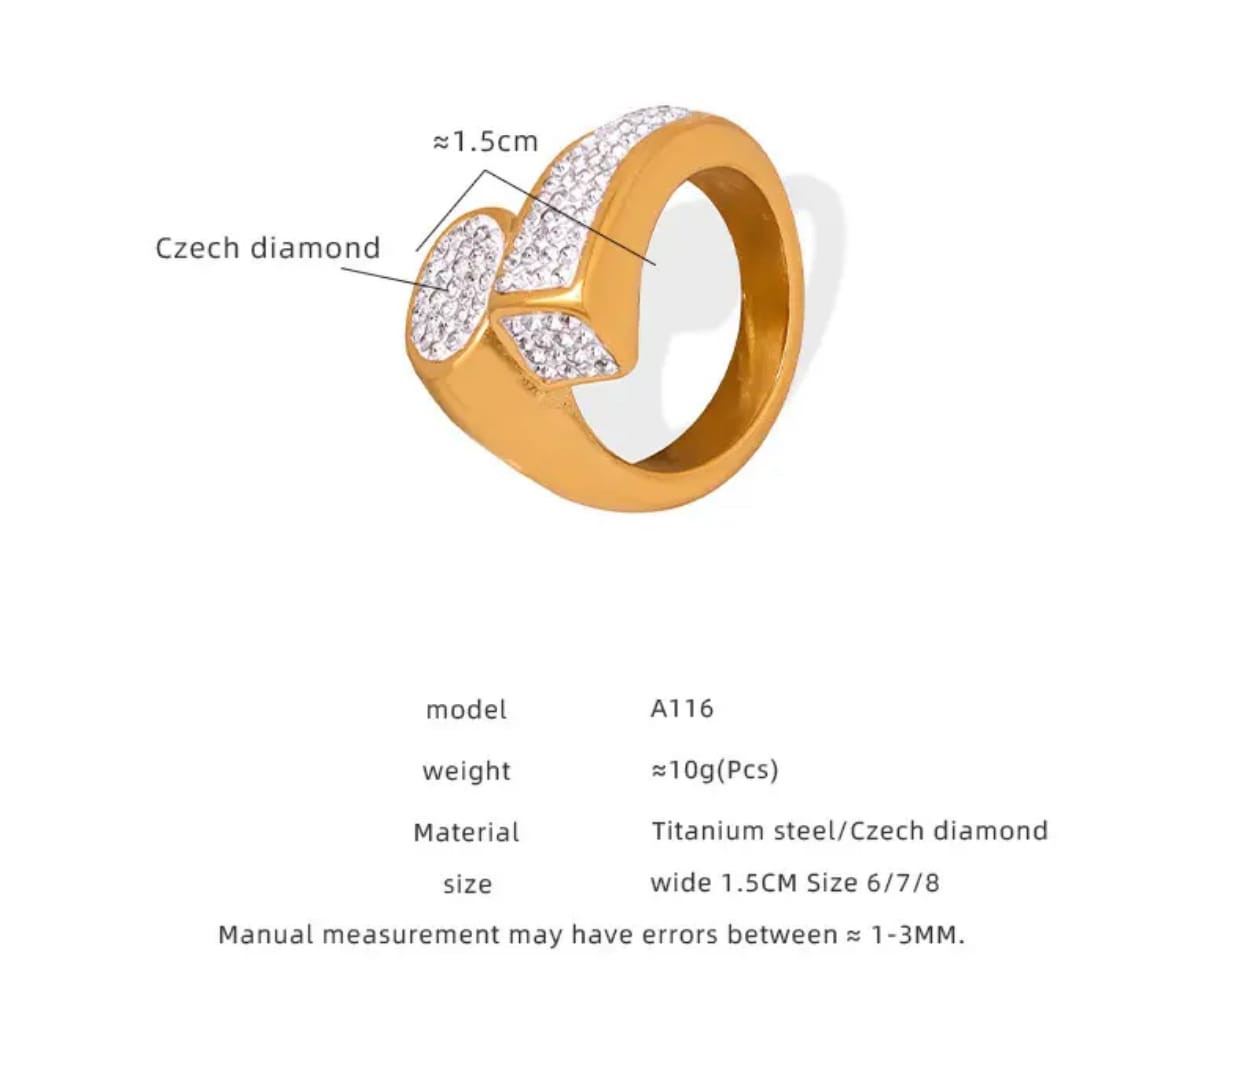 ≈1.5cm
Czech diamond
model A116
weight ≈10g(Pcs)
Material Titanium steel/Czech diamond
size wide 1.5CM Size 6/7/8
Manual measurement may have errors between ≈ 1-3MM.